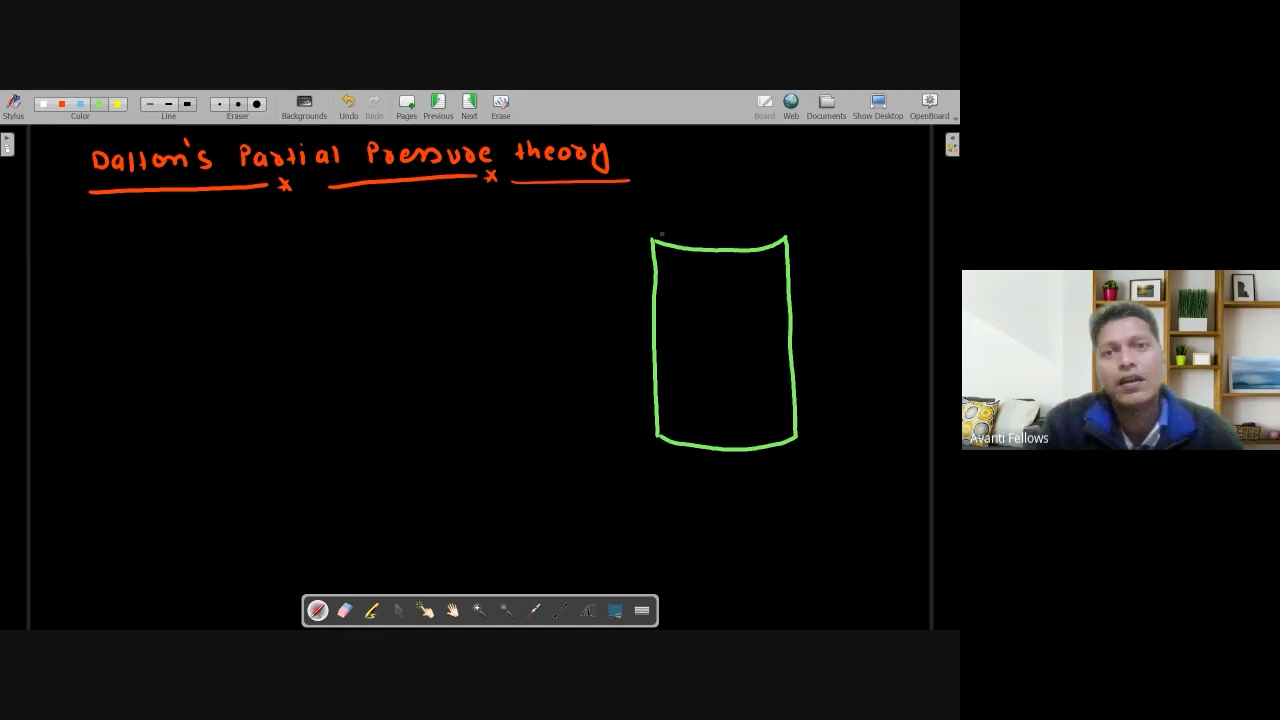 Stylus
Color
Line
Eraser
Backgrounds
Undo
Redo
Pages
Previous
Next
Erase
Board
Web
Documents
Show Desktop
OpenBoard
Dalton's Partial Pressure theory
Avanti Fellows